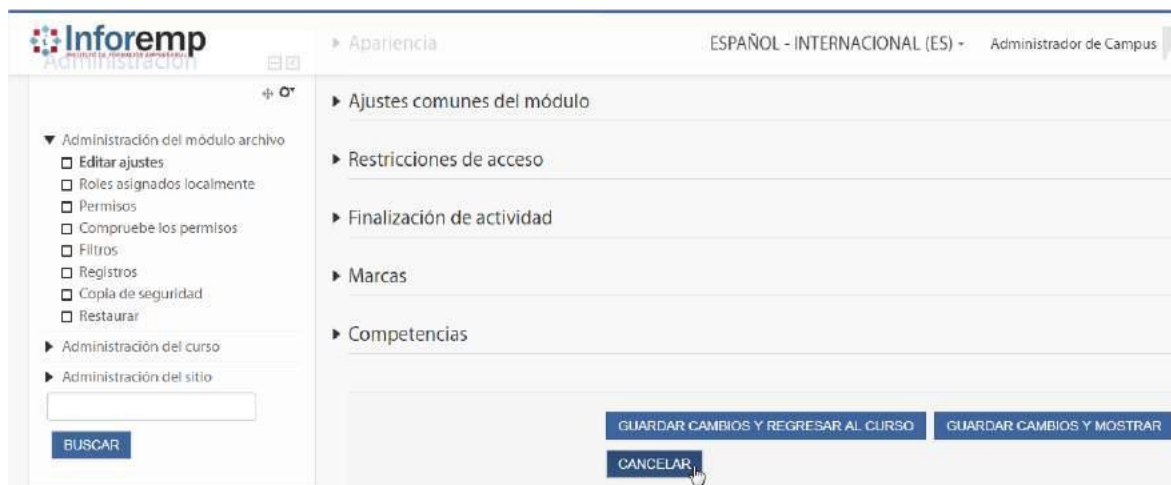 Inforemp
Administración
Administración del módulo archivo
Editar ajustes
Roles asignados localmente
Permisos
Compruebe los permisos
Filtros
Registros
Copia de seguridad
Restaurar
Administración del curso
Administración del sitio
BUSCAR
Apariencia
ESPAÑOL - INTERNACIONAL (ES)
Administrador de Campus
Ajustes comunes del módulo
Restricciones de acceso
Finalización de actividad
Marcas
Competencias
GUARDAR CAMBIOS Y REGRESAR AL CURSO
GUARDAR CAMBIOS Y MOSTRAR
CANCELAR